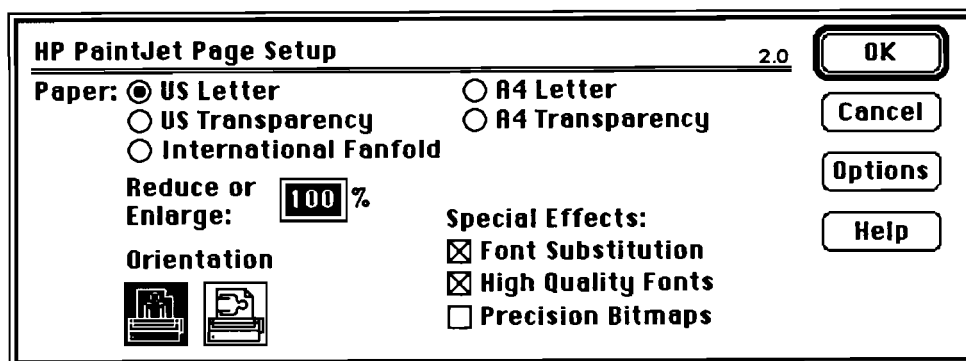 HP PaintJet Page Setup 2.0 OK
Paper: US Letter A4 Letter
US Transparency A4 Transparency Cancel
International Fanfold
Reduce or Enlarge: 100 % Options
Special Effects: Help
Orientation Font Substitution
High Quality Fonts
Precision Bitmaps